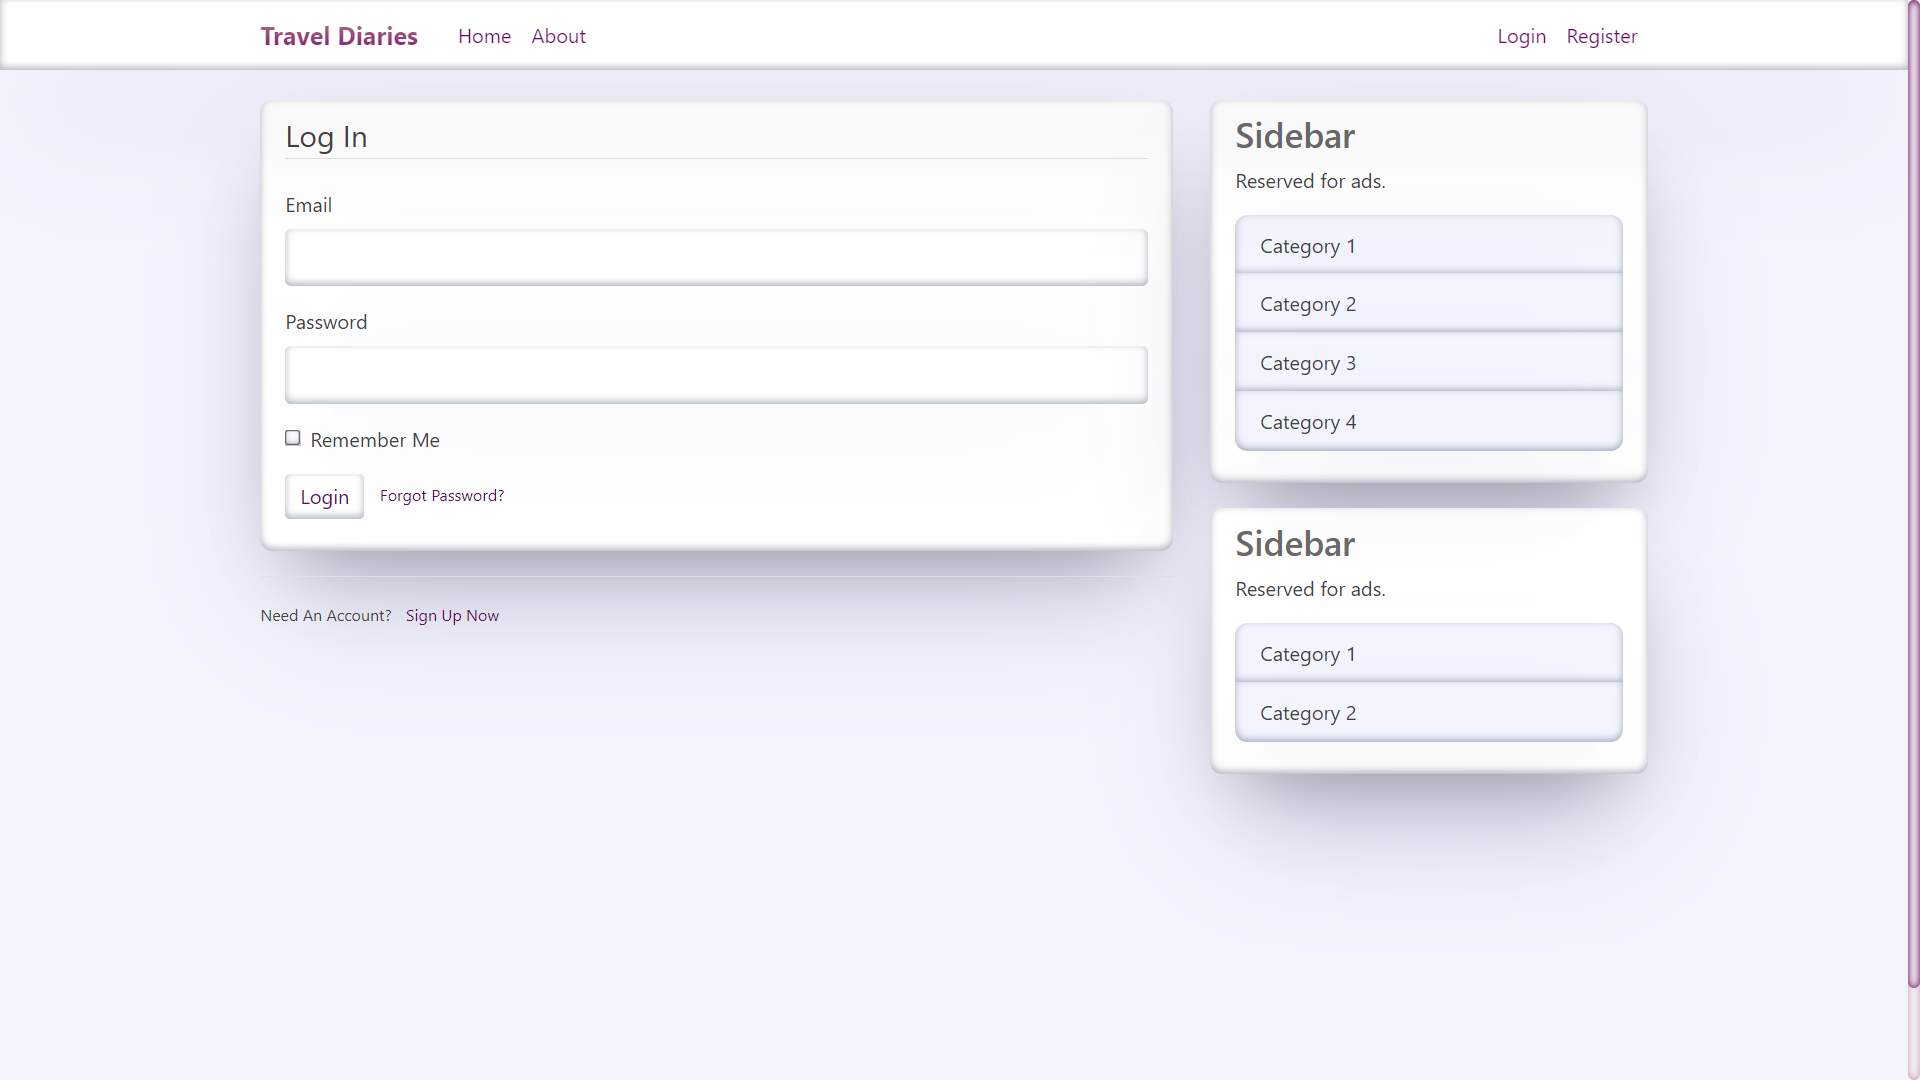 Travel Diaries Home About Login Register
Log In
Email
Password
Remember Me
Login Forgot Password?
Need An Account? Sign Up Now
Sidebar
Reserved for ads.
Category 1
Category 2
Category 3
Category 4
Sidebar
Reserved for ads.
Category 1
Category 2